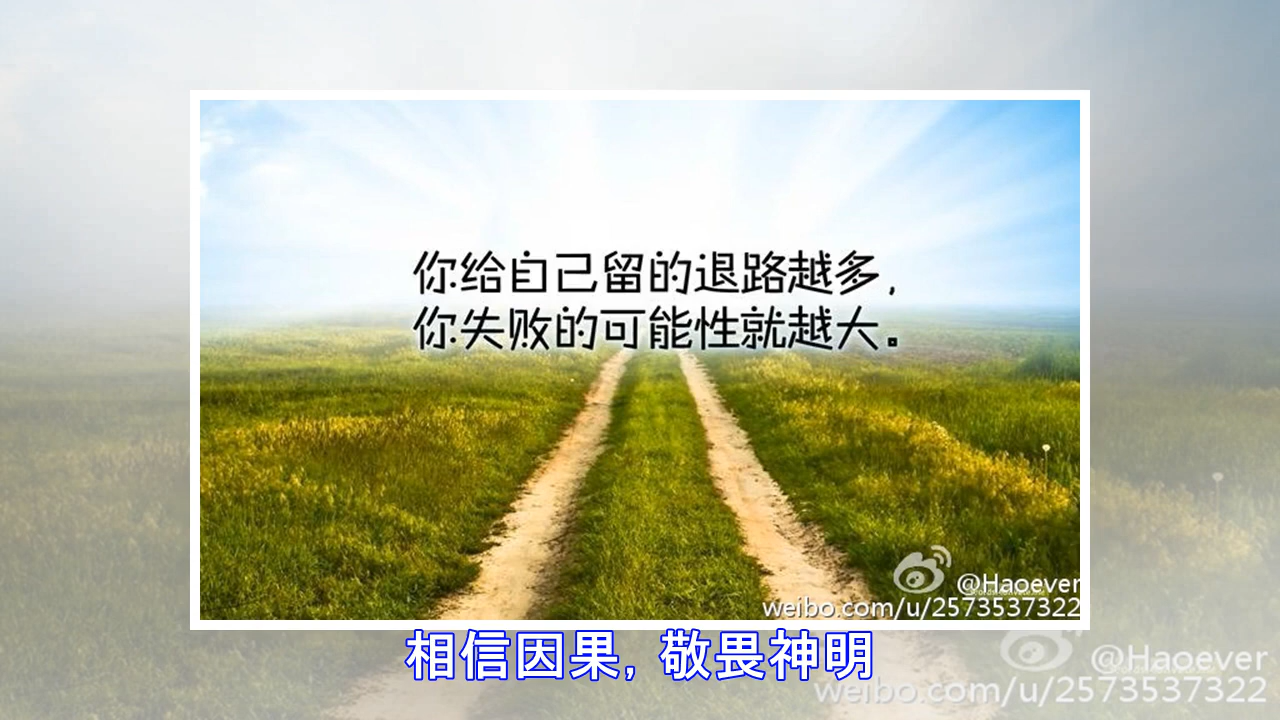 你给自己留的退路越多，
你失败的可能性就越大。
@Haoever
weibo.com/u/2573537322
相信因果，敬畏神明
@Haoever
weibo.com/u/2573537322